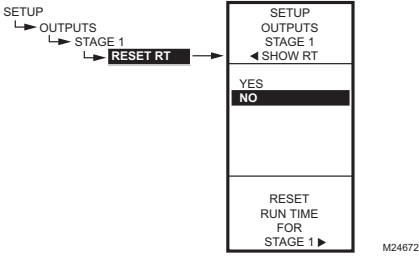 SETUP
OUTPUTS
STAGE 1
RESET RT
SETUP
OUTPUTS
STAGE 1
◄ SHOW RT
YES
NO
RESET
RUN TIME
FOR
STAGE 1 ►
M24672